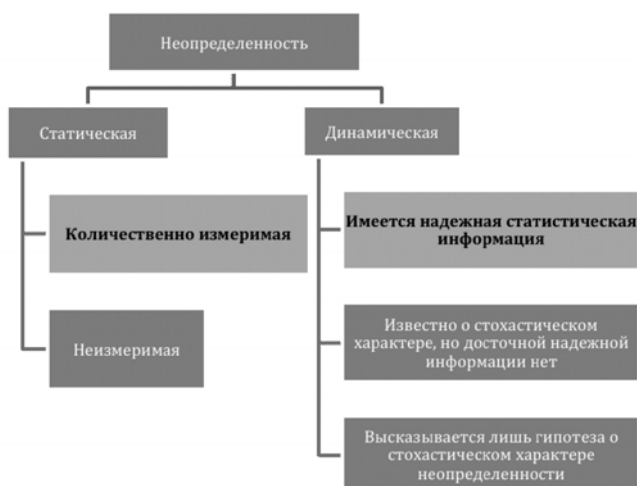 Неопределенность
Статическая
Динамическая
Количественно измеримая
Имеется надежная статистическая
информация
Неизмеримая
Известно о стохастическом
характере, но досточной надежной
информации нет
Высказывается лишь гипотеза о
стохастическом характере
неопределенности